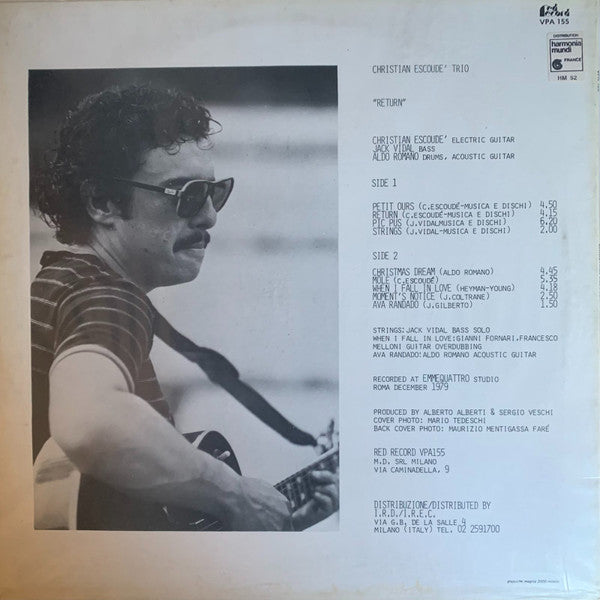 red record
VPA 155
DISTRIBUTION
harmonia
mundi
FRANCE
HM 52
CHRISTIAN ESCOUDE' TRIO
"RETURN"
CHRISTIAN ESCOUDE' ELECTRIC GUITAR
JACK VIDAL BASS
ALDO ROMANO DRUMS, ACOUSTIC GUITAR
SIDE 1
PETIT OURS (C.ESCOUDÉ-MUSICA E DISCHI) 4.50
RETURN (C.ESCOUDÉ-MUSICA E DISCHI) 4.15
PIC PUS (J.VIDALMUSICA E DISCHI) 6.20
STRINGS (J.VIDAL-MUSICA E DISCHI) 2.00
SIDE 2
CHRISTMAS DREAM (ALDO ROMANO) 4.45
MOLE (C.ESCOUDÉ) 5.35
WHEN I FALL IN LOVE (HEYMAN-YOUNG) 4.18
MOMENT'S NOTICE (J.COLTRANE) 2.50
AVA RANDADO (J.GILBERTO) 1.50
STRINGS:JACK VIDAL BASS SOLO
WHEN I FALL IN LOVE:GIANNI FORNARI,FRANCESCO
MELLONI GUITAR OVERDUBBING
AVA RANDADO:ALDO ROMANO ACOUSTIC GUITAR
RECORDED AT EMMEQUATTRO STUDIO
ROMA DECEMBER 1979
PRODUCED BY ALBERTO ALBERTI & SERGIO VESCHI
COVER PHOTO: MARIO TEDESCHI
BACK COVER PHOTO: MAURIZIO MENTIGASSA FARÉ
RED RECORD VPA155
M.D. SRL MILANO
VIA CAMINADELLA, 9
DISTRIBUZIONE/DISTRIBUTED BY
I.R.D./I.R.E.C.
VIA G.B. DE LA SALLE 4
MILANO (ITALY) TEL. 02 2591700